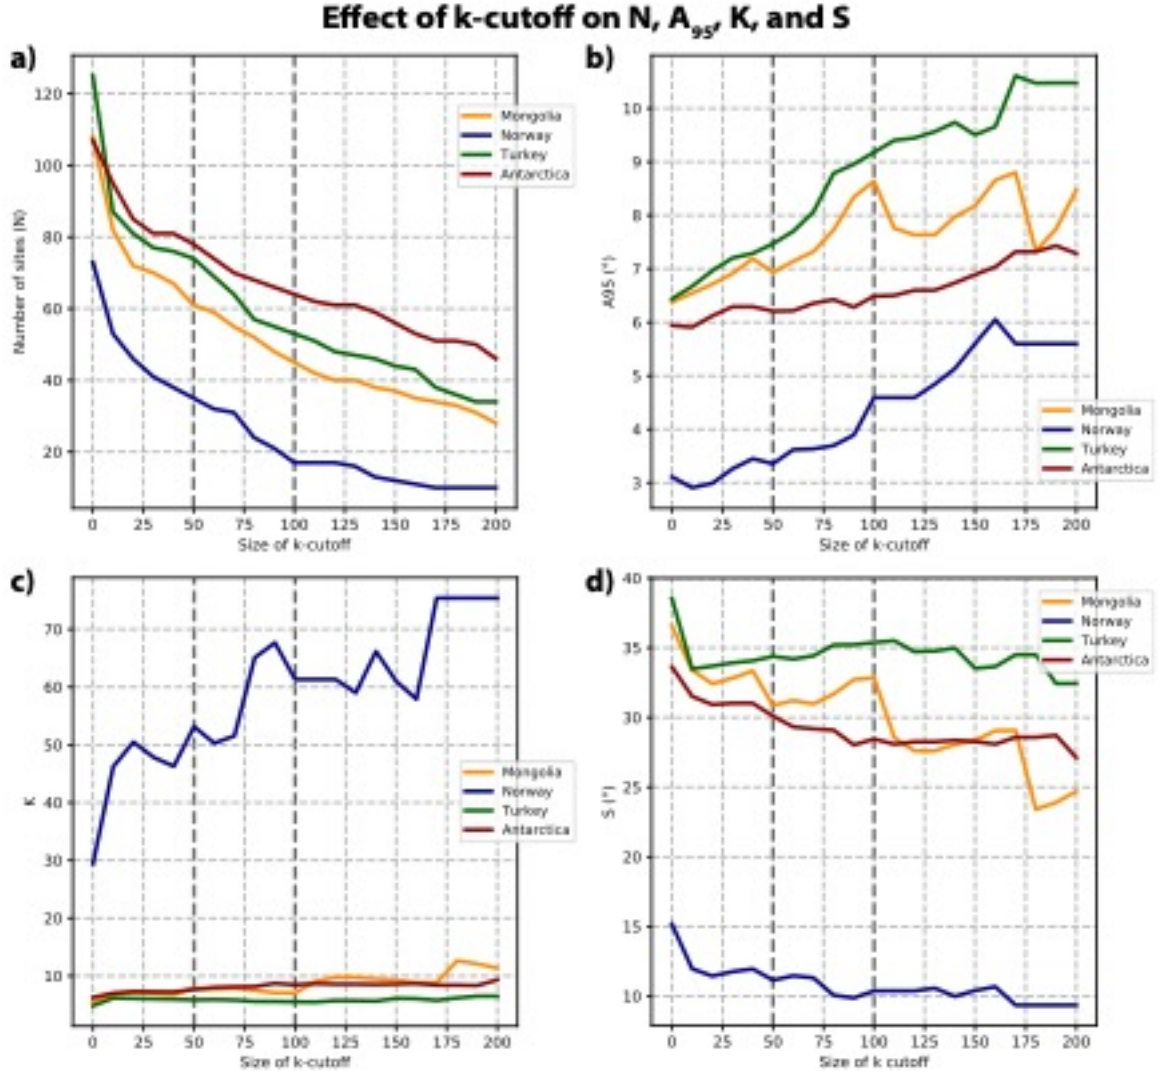 Effect of k-cutoff on N, A95, K, and S
a)
120
100
80
60
40
20
Number of sites (N)
0 25 50 75 100 125 150 175 200
Size of k-cutoff
Mongolia
Norway
Turkey
Antarctica
b)
10
9
8
7
6
5
4
3
A95 (°)
0 25 50 75 100 125 150 175 200
Size of k-cutoff
Mongolia
Norway
Turkey
Antarctica
c)
70
60
50
40
30
20
10
K
0 25 50 75 100 125 150 175 200
Size of k-cutoff
Mongolia
Norway
Turkey
Antarctica
d)
40
35
30
25
20
15
10
S (°)
0 25 50 75 100 125 150 175 200
Size of k cutoff
Mongolia
Norway
Turkey
Antarctica